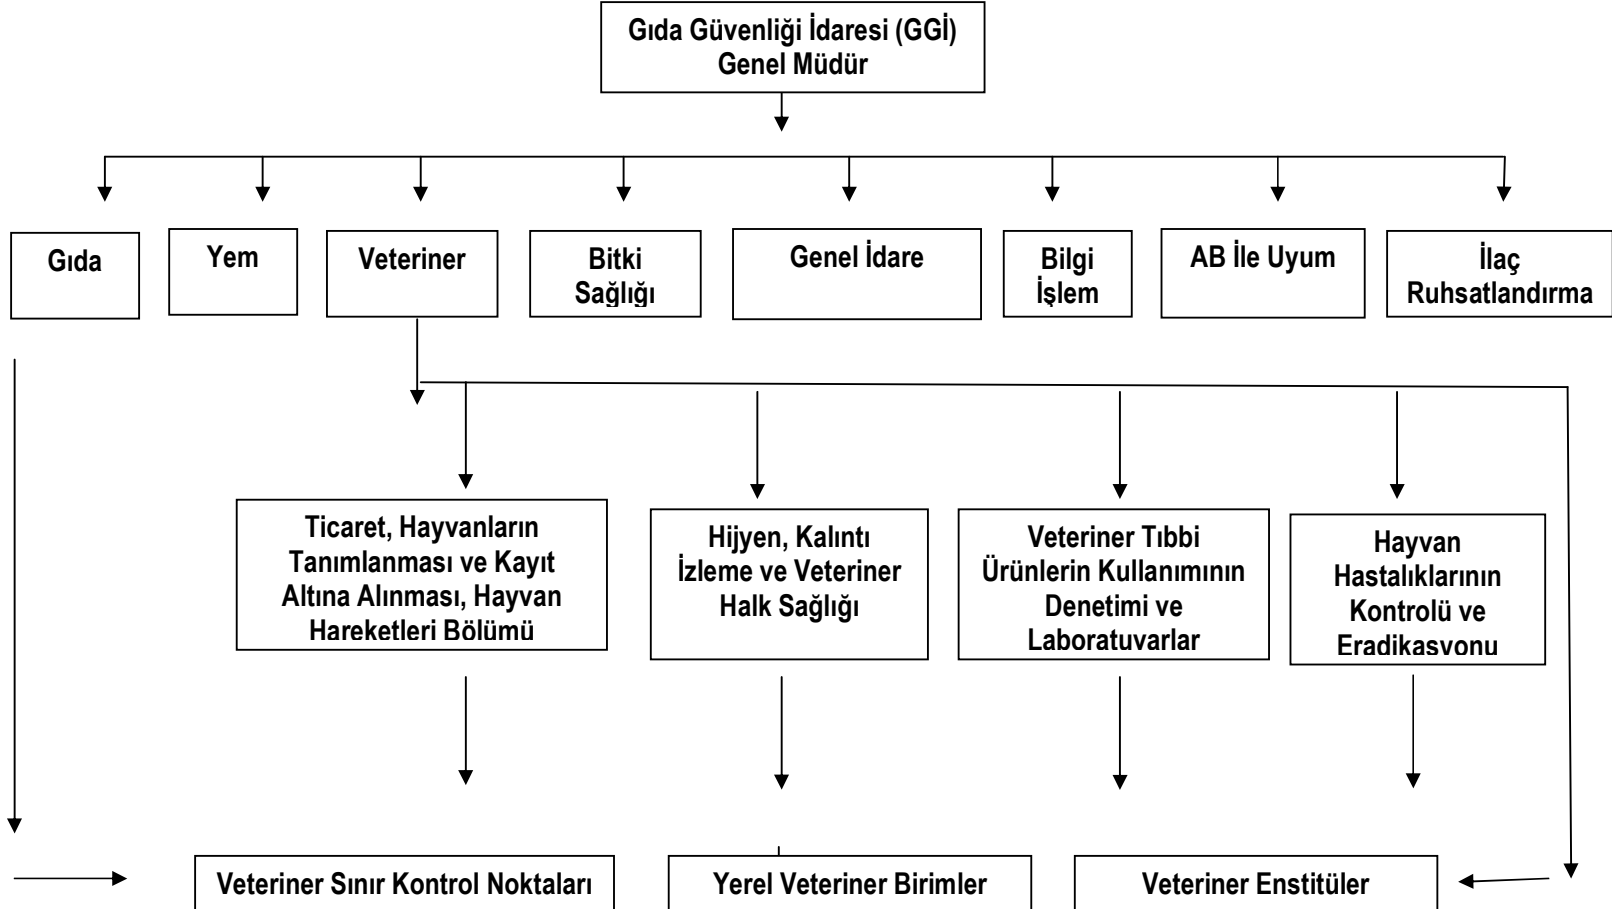 Gıda Güvenliği İdaresi (GGİ)
Genel Müdür
Gıda
Yem
Veteriner
Bitki
Sağlığı
Genel İdare
Bilgi
İşlem
AB İle Uyum
İlaç
Ruhsatlandırma
Ticaret, Hayvanların
Tanımlanması ve Kayıt
Altına Alınması, Hayvan
Hareketleri Bölümü
Hijyen, Kalıntı
İzleme ve Veteriner
Halk Sağlığı
Veteriner Tıbbi
Ürünlerin Kullanımının
Denetimi ve
Laboratuvarlar
Hayvan
Hastalıklarının
Kontrolü ve
Eradikasyonu
Veteriner Sınır Kontrol Noktaları
Yerel Veteriner Birimler
Veteriner Enstitüler